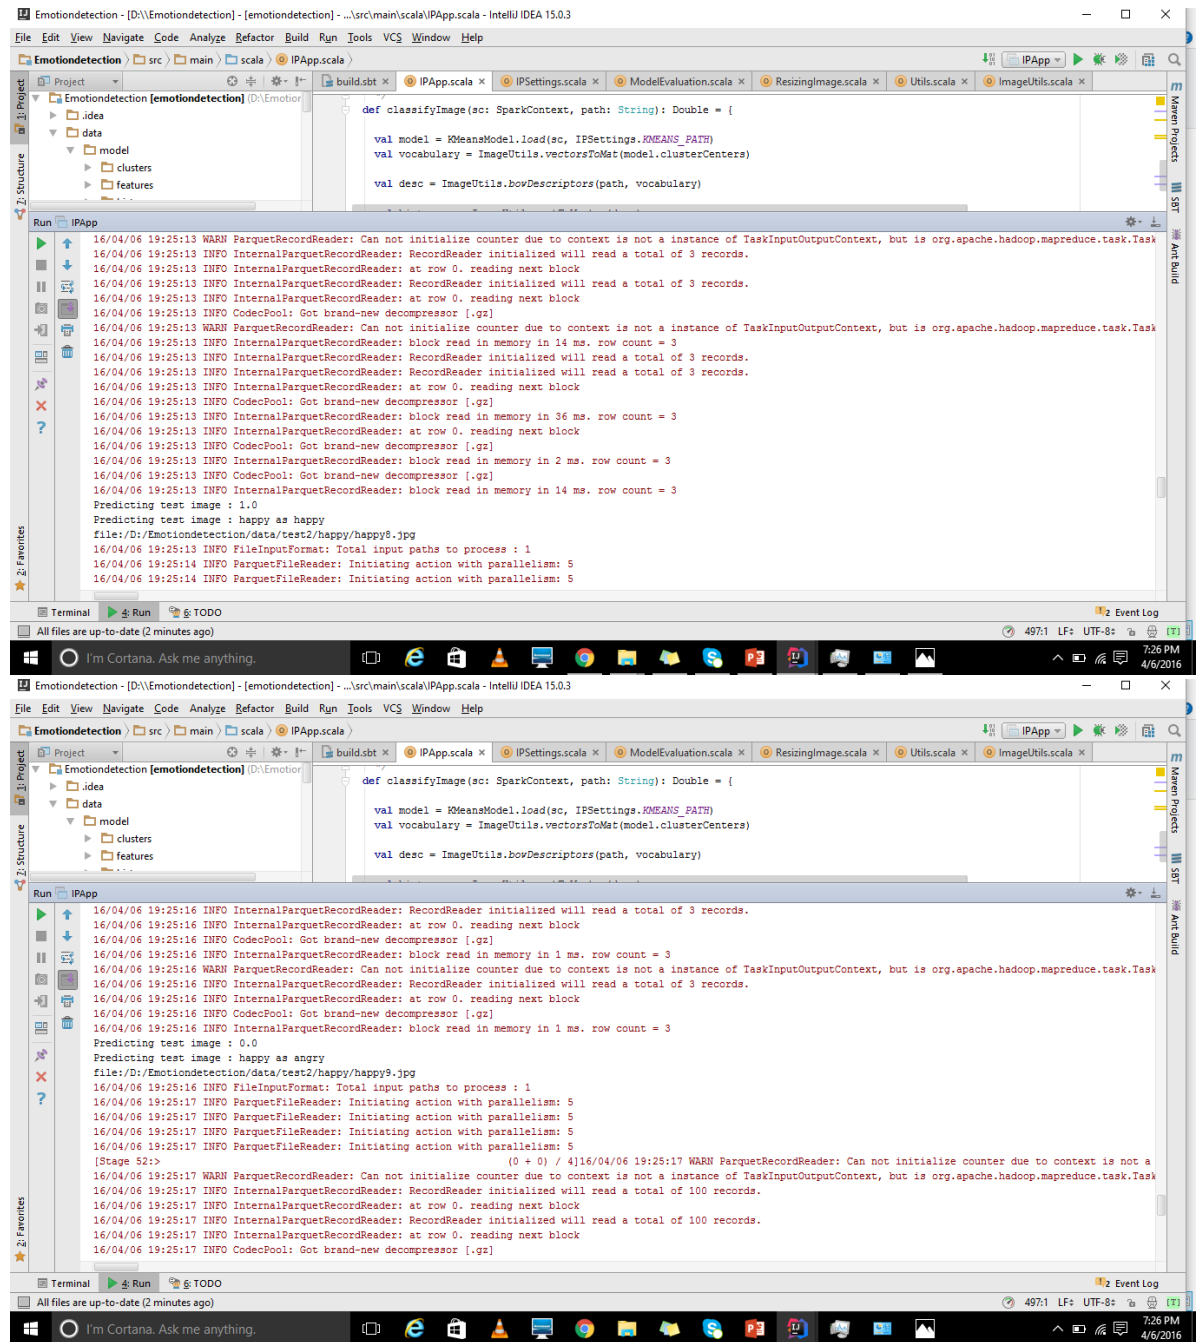 Emotiondetection - [D:\\Emotiondetection] - [emotiondetection] - ...\src\main\scala\IPApp.scala - IntelliJ IDEA 15.0.3
File Edit View Navigate Code Analyze Refactor Build Run Tools VCS Window Help
Emotiondetection src main scala IPApp.scala IPApp
Project build.sbt IPApp.scala IPSettings.scala ModelEvaluation.scala ResizingImage.scala Utils.scala ImageUtils.scala
1: Project
Z: Structure
2: Favorites
Maven Projects
SBT
Ant Build
Emotiondetection [emotiondetection] (D:\Emotior
.idea
data
model
clusters
features
def classifyImage(sc: SparkContext, path: String): Double = {
val model = KMeansModel.load(sc, IPSettings.KMEANS_PATH)
val vocabulary = ImageUtils.vectorsToMat(model.clusterCenters)
val desc = ImageUtils.bowDescriptors(path, vocabulary)
Run IPApp
16/04/06 19:25:13 WARN ParquetRecordReader: Can not initialize counter due to context is not a instance of TaskInputOutputContext, but is org.apache.hadoop.mapreduce.task.Task
16/04/06 19:25:13 INFO InternalParquetRecordReader: RecordReader initialized will read a total of 3 records.
16/04/06 19:25:13 INFO InternalParquetRecordReader: at row 0. reading next block
16/04/06 19:25:13 INFO InternalParquetRecordReader: RecordReader initialized will read a total of 3 records.
16/04/06 19:25:13 INFO InternalParquetRecordReader: at row 0. reading next block
16/04/06 19:25:13 INFO CodecPool: Got brand-new decompressor [.gz]
16/04/06 19:25:13 WARN ParquetRecordReader: Can not initialize counter due to context is not a instance of TaskInputOutputContext, but is org.apache.hadoop.mapreduce.task.Task
16/04/06 19:25:13 INFO InternalParquetRecordReader: block read in memory in 14 ms. row count = 3
16/04/06 19:25:13 INFO InternalParquetRecordReader: RecordReader initialized will read a total of 3 records.
16/04/06 19:25:13 INFO InternalParquetRecordReader: RecordReader initialized will read a total of 3 records.
16/04/06 19:25:13 INFO InternalParquetRecordReader: at row 0. reading next block
16/04/06 19:25:13 INFO CodecPool: Got brand-new decompressor [.gz]
16/04/06 19:25:13 INFO InternalParquetRecordReader: block read in memory in 36 ms. row count = 3
16/04/06 19:25:13 INFO InternalParquetRecordReader: at row 0. reading next block
16/04/06 19:25:13 INFO CodecPool: Got brand-new decompressor [.gz]
16/04/06 19:25:13 INFO InternalParquetRecordReader: block read in memory in 2 ms. row count = 3
16/04/06 19:25:13 INFO CodecPool: Got brand-new decompressor [.gz]
16/04/06 19:25:13 INFO InternalParquetRecordReader: block read in memory in 14 ms. row count = 3
Predicting test image : 1.0
Predicting test image : happy as happy
file:/D:/Emotiondetection/data/test2/happy/happy8.jpg
16/04/06 19:25:13 INFO FileInputFormat: Total input paths to process : 1
16/04/06 19:25:14 INFO ParquetFileReader: Initiating action with parallelism: 5
16/04/06 19:25:14 INFO ParquetFileReader: Initiating action with parallelism: 5
Terminal 4: Run 6: TODO 2 Event Log
All files are up-to-date (2 minutes ago) 497:1 LF÷ UTF-8÷ [T]
I'm Cortana. Ask me anything. 7:26 PM
4/6/2016
Emotiondetection - [D:\\Emotiondetection] - [emotiondetection] - ...\src\main\scala\IPApp.scala - IntelliJ IDEA 15.0.3
File Edit View Navigate Code Analyze Refactor Build Run Tools VCS Window Help
Emotiondetection src main scala IPApp.scala IPApp
Project build.sbt IPApp.scala IPSettings.scala ModelEvaluation.scala ResizingImage.scala Utils.scala ImageUtils.scala
1: Project
Z: Structure
2: Favorites
Maven Projects
SBT
Ant Build
Emotiondetection [emotiondetection] (D:\Emotior
.idea
data
model
clusters
features
def classifyImage(sc: SparkContext, path: String): Double = {
val model = KMeansModel.load(sc, IPSettings.KMEANS_PATH)
val vocabulary = ImageUtils.vectorsToMat(model.clusterCenters)
val desc = ImageUtils.bowDescriptors(path, vocabulary)
Run IPApp
16/04/06 19:25:16 INFO InternalParquetRecordReader: RecordReader initialized will read a total of 3 records.
16/04/06 19:25:16 INFO InternalParquetRecordReader: at row 0. reading next block
16/04/06 19:25:16 INFO CodecPool: Got brand-new decompressor [.gz]
16/04/06 19:25:16 INFO InternalParquetRecordReader: block read in memory in 1 ms. row count = 3
16/04/06 19:25:16 WARN ParquetRecordReader: Can not initialize counter due to context is not a instance of TaskInputOutputContext, but is org.apache.hadoop.mapreduce.task.Task
16/04/06 19:25:16 INFO InternalParquetRecordReader: RecordReader initialized will read a total of 3 records.
16/04/06 19:25:16 INFO InternalParquetRecordReader: at row 0. reading next block
16/04/06 19:25:16 INFO CodecPool: Got brand-new decompressor [.gz]
16/04/06 19:25:16 INFO InternalParquetRecordReader: block read in memory in 1 ms. row count = 3
Predicting test image : 0.0
Predicting test image : happy as angry
file:/D:/Emotiondetection/data/test2/happy/happy9.jpg
16/04/06 19:25:16 INFO FileInputFormat: Total input paths to process : 1
16/04/06 19:25:17 INFO ParquetFileReader: Initiating action with parallelism: 5
16/04/06 19:25:17 INFO ParquetFileReader: Initiating action with parallelism: 5
16/04/06 19:25:17 INFO ParquetFileReader: Initiating action with parallelism: 5
16/04/06 19:25:17 INFO ParquetFileReader: Initiating action with parallelism: 5
[Stage 52:> (0 + 0) / 4]16/04/06 19:25:17 WARN ParquetRecordReader: Can not initialize counter due to context is not a
16/04/06 19:25:17 WARN ParquetRecordReader: Can not initialize counter due to context is not a instance of TaskInputOutputContext, but is org.apache.hadoop.mapreduce.task.Task
16/04/06 19:25:17 INFO InternalParquetRecordReader: RecordReader initialized will read a total of 100 records.
16/04/06 19:25:17 INFO InternalParquetRecordReader: at row 0. reading next block
16/04/06 19:25:17 INFO InternalParquetRecordReader: RecordReader initialized will read a total of 100 records.
16/04/06 19:25:17 INFO InternalParquetRecordReader: at row 0. reading next block
16/04/06 19:25:17 INFO CodecPool: Got brand-new decompressor [.gz]
Terminal 4: Run 6: TODO 2 Event Log
All files are up-to-date (2 minutes ago) 497:1 LF÷ UTF-8÷ [T]
I'm Cortana. Ask me anything. 7:26 PM
4/6/2016